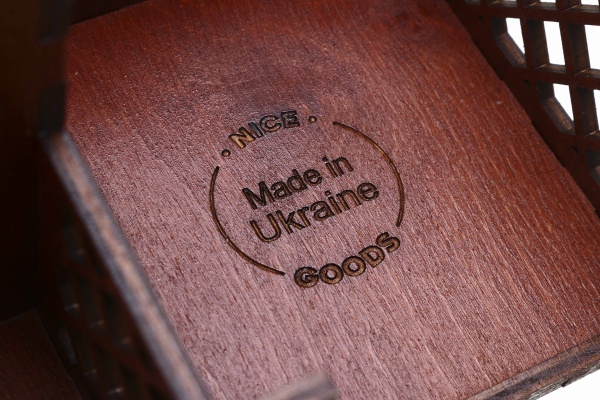 . NICE .
Made in
Ukraine
GOODS